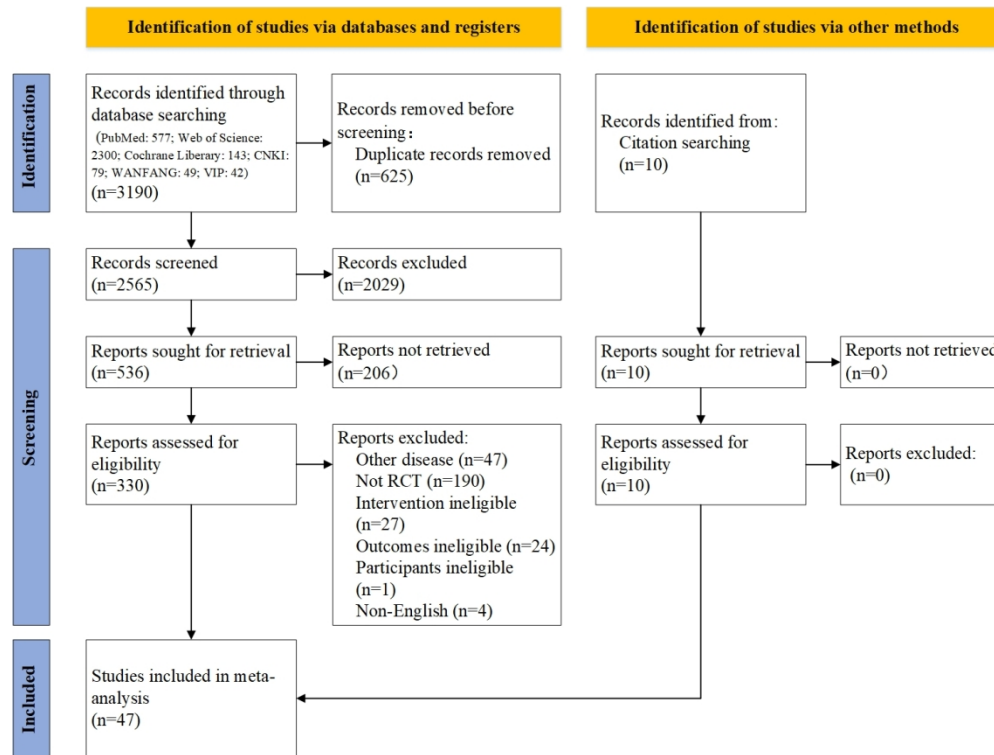 Identification of studies via databases and registers
Identification of studies via other methods
Identification
Records identified through
database searching
(PubMed: 577; Web of Science:
2300; Cochrane Liberary: 143; CNKI:
79; WANFANG: 49; VIP: 42)
(n=3190)
Records removed before
screening：
Duplicate records removed
(n=625)
Records identified from:
Citation searching
(n=10)
Screening
Records screened
(n=2565)
Records excluded
(n=2029)
Reports sought for retrieval
(n=536)
Reports not retrieved
(n=206）
Reports sought for retrieval
(n=10)
Reports not retrieved
(n=0）
Reports assessed for
eligibility
(n=330)
Reports excluded:
Other disease (n=47)
Not RCT (n=190)
Intervention ineligible
(n=27)
Outcomes ineligible (n=24)
Participants ineligible
(n=1)
Non-English (n=4)
Reports assessed for
eligibility
(n=10)
Reports excluded:
(n=0)
Included
Studies included in meta-
analysis
(n=47)